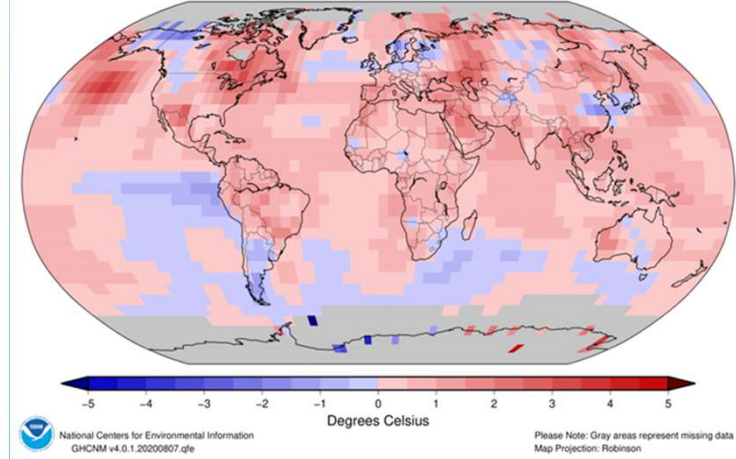 −5 −4 −3 −2 −1 0 1 2 3 4 5
Degrees Celsius
National Centers for Environmental Information
GHCNM v4.0.1.20200807.qfe
Please Note: Gray areas represent missing data
Map Projection: Robinson